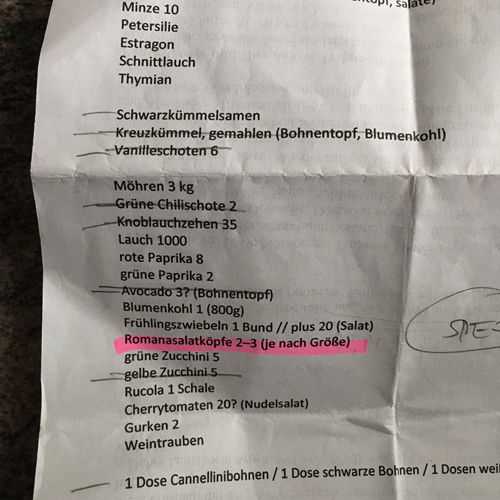 salate)
Minze 10
Petersilie
Estragon
Schnittlauch
Thymian
Schwarzkümmelsamen
Kreuzkümmel, gemahlen (Bohnentopf, Blumenkohl)
Vanilleschoten 6
Möhren 3 kg
Grüne Chilischote 2
Knoblauchzehen 35
Lauch 1000
rote Paprika 8
grüne Paprika 2
Avocado 3? (Bohnentopf)
Blumenkohl 1 (800g)
Frühlingszwiebeln 1 Bund // plus 20 (Salat)
Romanasalatköpfe 2–3 (je nach Größe)
grüne Zucchini 5
gelbe Zucchini 5
Rucola 1 Schale
Cherrytomaten 20? (Nudelsalat)
Gurken 2
Weintrauben
1 Dose Cannellinibohnen / 1 Dose schwarze Bohnen / 1 Dosen wei